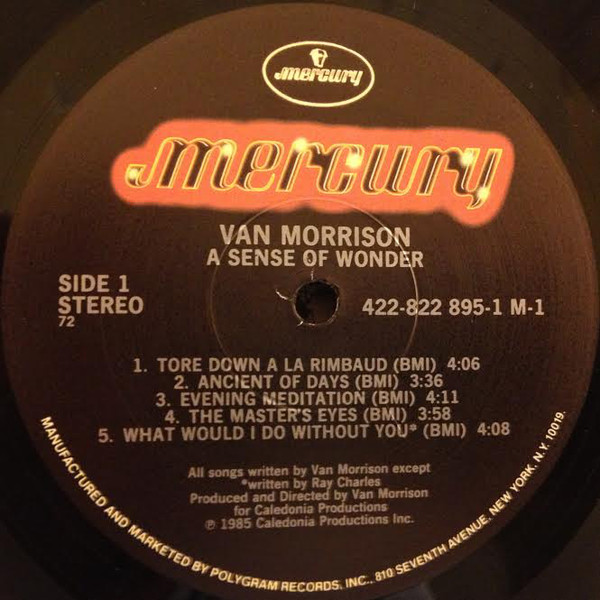 mercury
mercury
VAN MORRISON
A SENSE OF WONDER
SIDE 1
STEREO
72
422-822 895-1 M-1
1. TORE DOWN A LA RIMBAUD (BMI) 4:06
2. ANCIENT OF DAYS (BMI) 3:36
3. EVENING MEDITATION (BMI) 4:11
4. THE MASTER'S EYES (BMI) 3:58
5. WHAT WOULD I DO WITHOUT YOU* (BMI) 4:08
All songs written by Van Morrison except
*written by Ray Charles
Produced and Directed by Van Morrison
for Caledonia Productions
℗ 1985 Caledonia Productions Inc.
MANUFACTURED AND MARKETED BY POLYGRAM RECORDS, INC., 810 SEVENTH AVENUE, NEW YORK, N.Y. 10019.